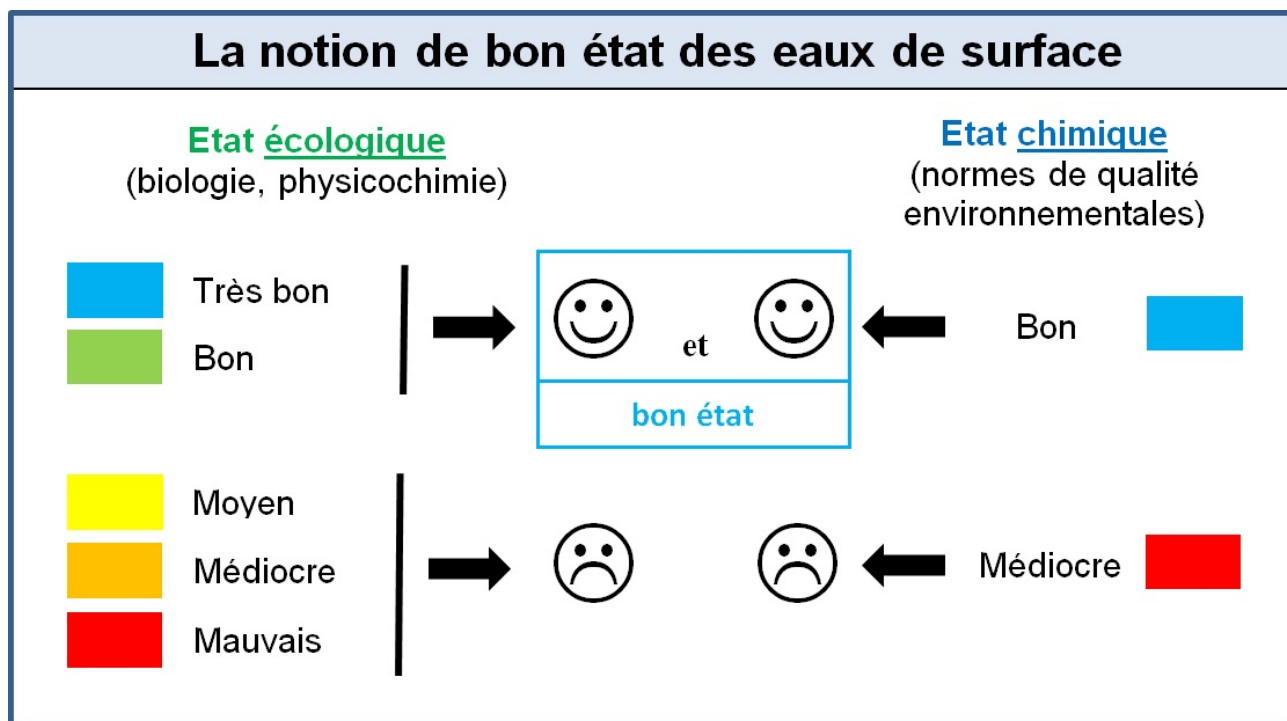 La notion de bon état des eaux de surface
Etat écologique
(biologie, physicochimie)
Etat chimique
(normes de qualité
environnementales)
Très bon
Bon
et
bon état
Bon
Moyen
Médiocre
Mauvais
Médiocre